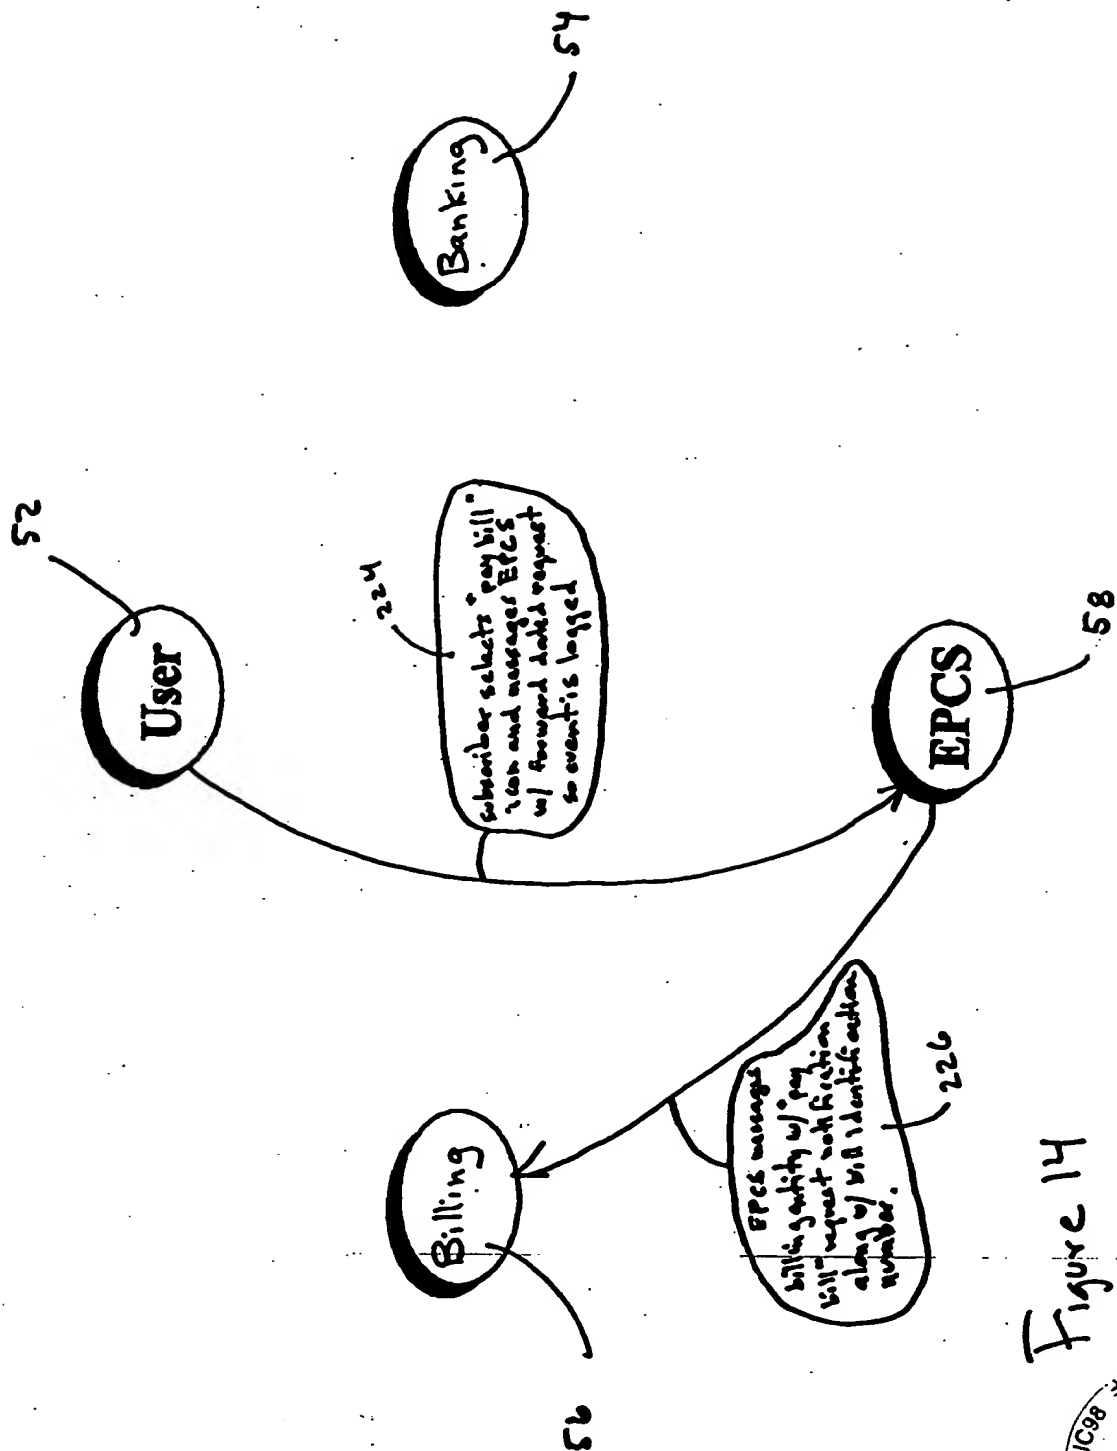 52
User
224
subscriber selects "pay bill"
icon and messages EPCS
w/ forward dated request
so event is logged
Billing
56
Banking
54
EPCS messages
billing entity w/ "pay
bill" request notification
along w/ bill identification
number.
226
EPCS
58
Figure 14
IC98